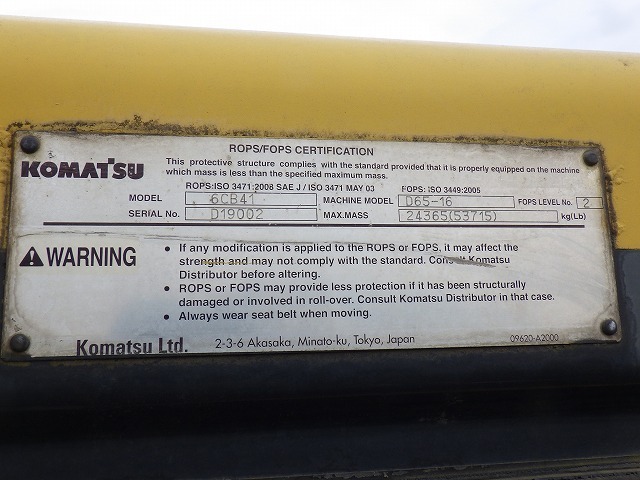 ROPS/FOPS CERTIFICATION
KOMATSU
This protective structure complies with the standard provided that it is properly equipped on the machine
which mass is less than the specified maximum mass.
ROPS:ISO 3471:2008 SAE J / ISO 3471 MAY 03 FOPS: ISO 3449:2005
MODEL 6CB41 MACHINE MODEL D65-16 FOPS LEVEL No. 2
SERIAL No. D19002 MAX.MASS 24365(53715) kg(Lb)
WARNING
• If any modification is applied to the ROPS or FOPS, it may affect the
strength and may not comply with the standard. Consult Komatsu
Distributor before altering.
• ROPS or FOPS may provide less protection if it has been structurally
damaged or involved in roll-over. Consult Komatsu Distributor in that case.
• Always wear seat belt when moving.
Komatsu Ltd. 2-3-6 Akasaka, Minato-ku, Tokyo, Japan 09620-A2000